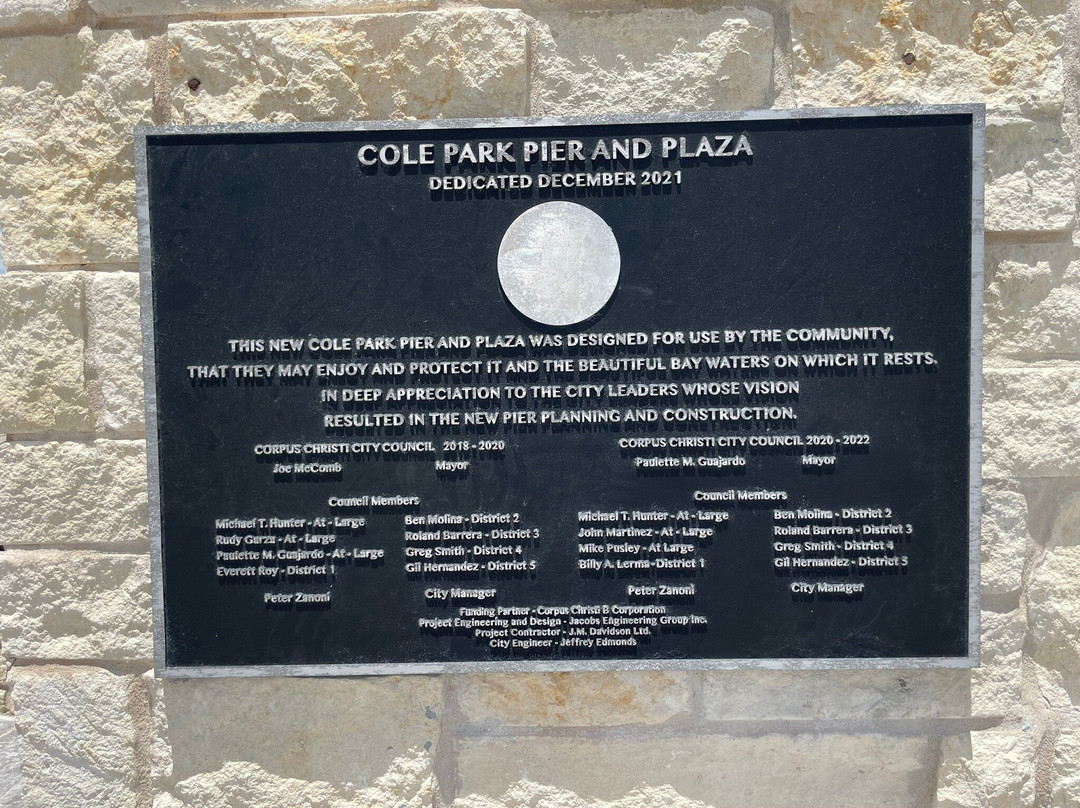 COLE PARK PIER AND PLAZA
DEDICATED DECEMBER 2021
THIS NEW COLE PARK PIER AND PLAZA WAS DESIGNED FOR USE BY THE COMMUNITY,
THAT THEY MAY ENJOY AND PROTECT IT AND THE BEAUTIFUL BAY WATERS ON WHICH IT RESTS.
IN DEEP APPRECIATION TO THE CITY LEADERS WHOSE VISION
RESULTED IN THE NEW PIER PLANNING AND CONSTRUCTION.
CORPUS CHRISTI CITY COUNCIL 2018 - 2020
Joe McComb Mayor
Council Members
Michael T. Hunter - At - Large
Rudy Garza - At - Large
Paulette M. Guajardo - At - Large
Everett Roy - District 1
Ben Molina - District 2
Roland Barrera - District 3
Greg Smith - District 4
Gil Hernandez - District 5
Peter Zanoni City Manager
CORPUS CHRISTI CITY COUNCIL 2020 - 2022
Paulette M. Guajardo Mayor
Council Members
Michael T. Hunter - At - Large
John Martinez - At - Large
Mike Pusley - At Large
Billy A. Lerma - District 1
Ben Molina - District 2
Roland Barrera - District 3
Greg Smith - District 4
Gil Hernandez - District 5
Peter Zanoni City Manager
Funding Partner - Corpus Christi B Corporation
Project Engineering and Design - Jacobs Engineering Group Inc.
Project Contractor - J.M. Davidson Ltd.
City Engineer - Jeffrey Edmonds